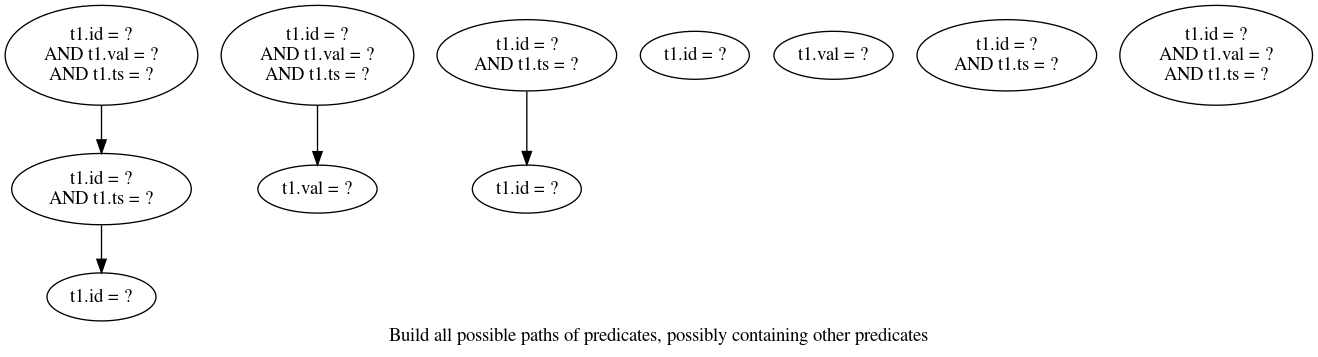 t1.id = ?
AND t1.val = ?
AND t1.ts = ?
t1.id = ?
AND t1.ts = ?
t1.id = ?
t1.id = ?
AND t1.val = ?
AND t1.ts = ?
t1.val = ?
t1.id = ?
AND t1.ts = ?
t1.id = ?
t1.id = ?
t1.val = ?
t1.id = ?
AND t1.ts = ?
t1.id = ?
AND t1.val = ?
AND t1.ts = ?
Build all possible paths of predicates, possibly containing other predicates